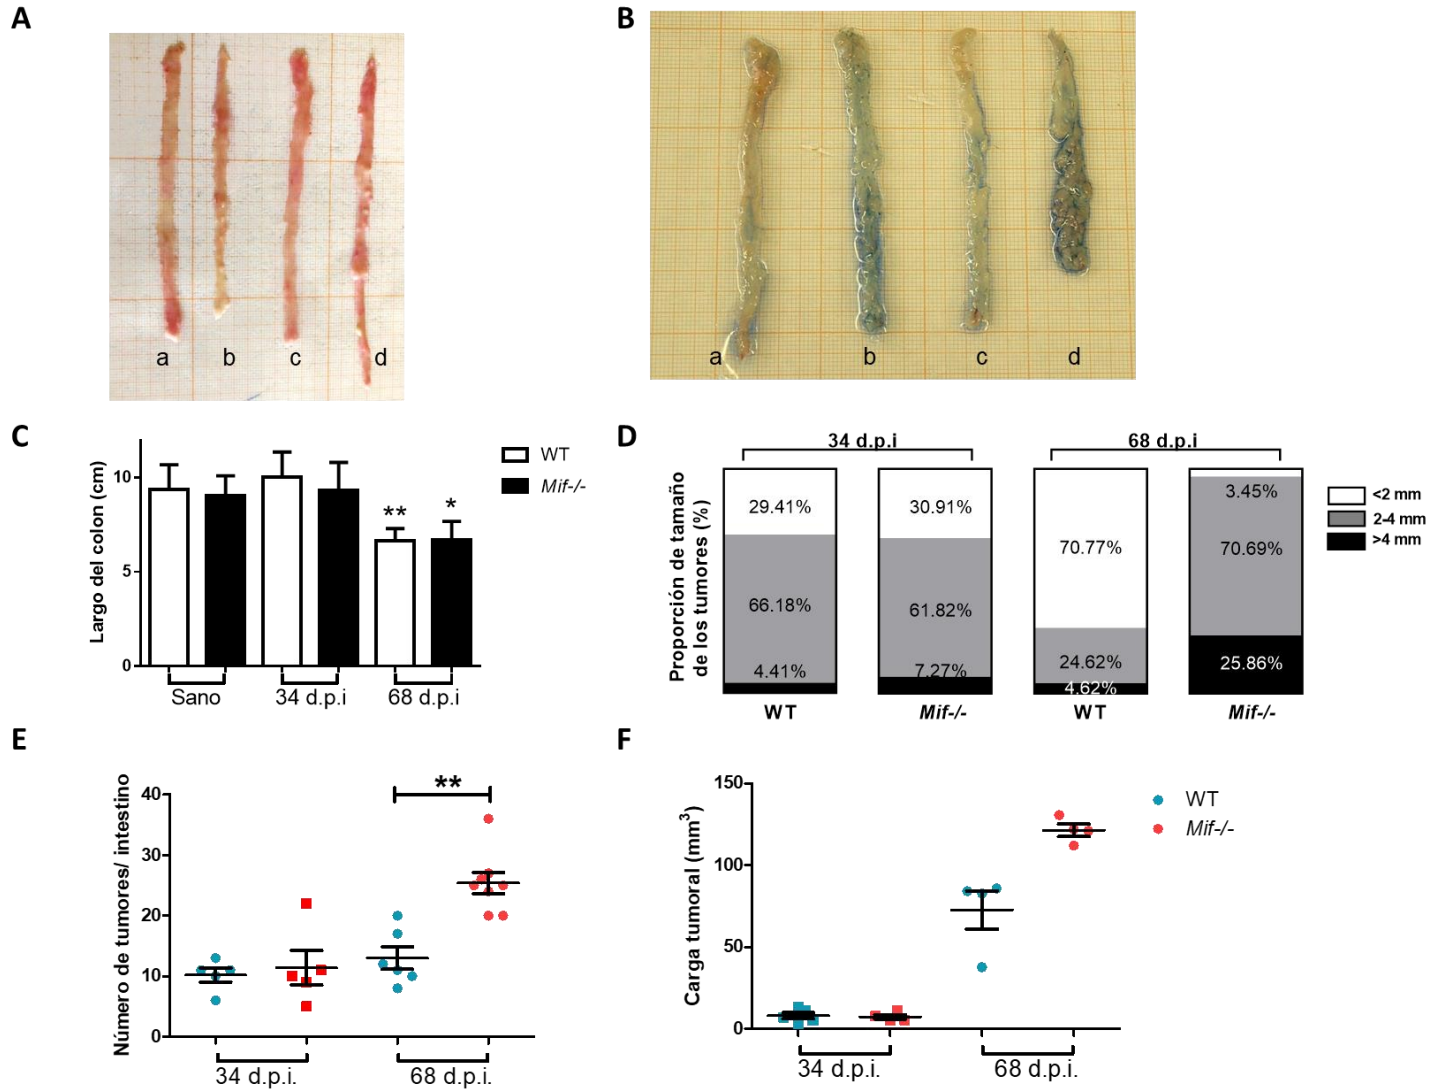 A
B
a
b
c
d
a
b
c
d
C
Largo del colon (cm)
10
5
0
** *
Sano
34 d.p.i
68 d.p.i
WT
Mif-/-
D
34 d.p.i
68 d.p.i
Proporción de tamaño
de los tumores (%)
29.41%
66.18%
4.41%
30.91%
61.82%
7.27%
70.77%
24.62%
4.62%
3.45%
70.69%
25.86%
WT
Mif-/-
WT
Mif-/-
<2 mm
2-4 mm
>4 mm
E
Número de tumores/ intestino
40
30
20
10
0
**
34 d.p.i.
68 d.p.i.
F
Carga tumoral (mm³)
150
100
50
0
34 d.p.i.
68 d.p.i.
WT
Mif-/-